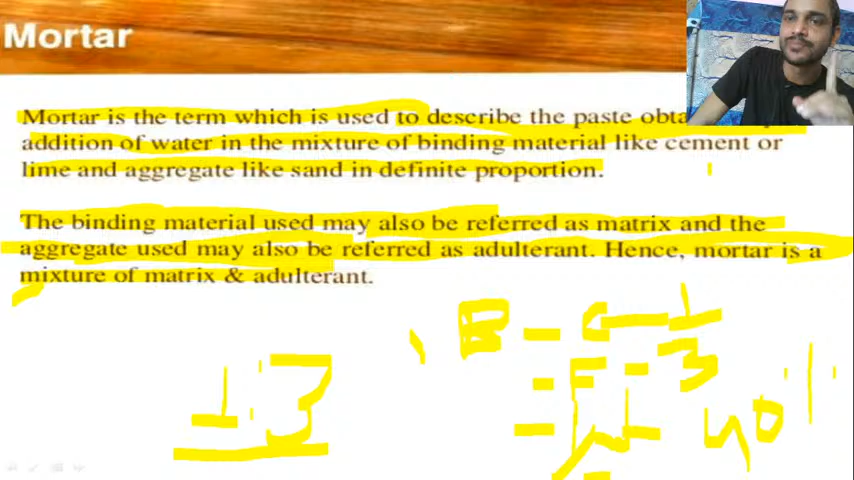 Mortar
Mortar is the term which is used to describe the paste
addition of water in the mixture of binding material like cement or
lime and aggregate like sand in definite proportion.
The binding material used may also be referred as matrix and the
aggregate used may also be referred as adulterant. Hence, mortar is a
mixture of matrix & adulterant.
1:3